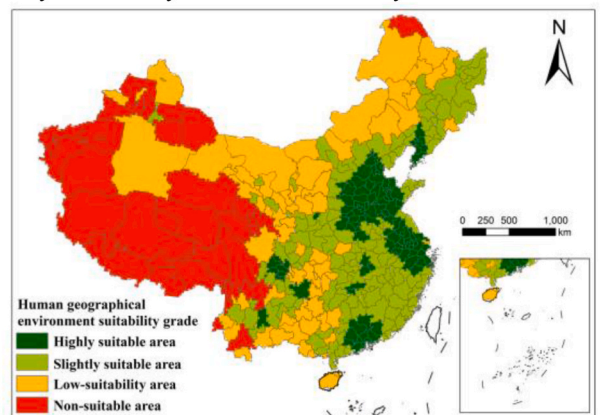 N
0 250 500 1,000
km
Human geographical
environment suitability grade
Highly suitable area
Slightly suitable area
Low-suitability area
Non-suitable area